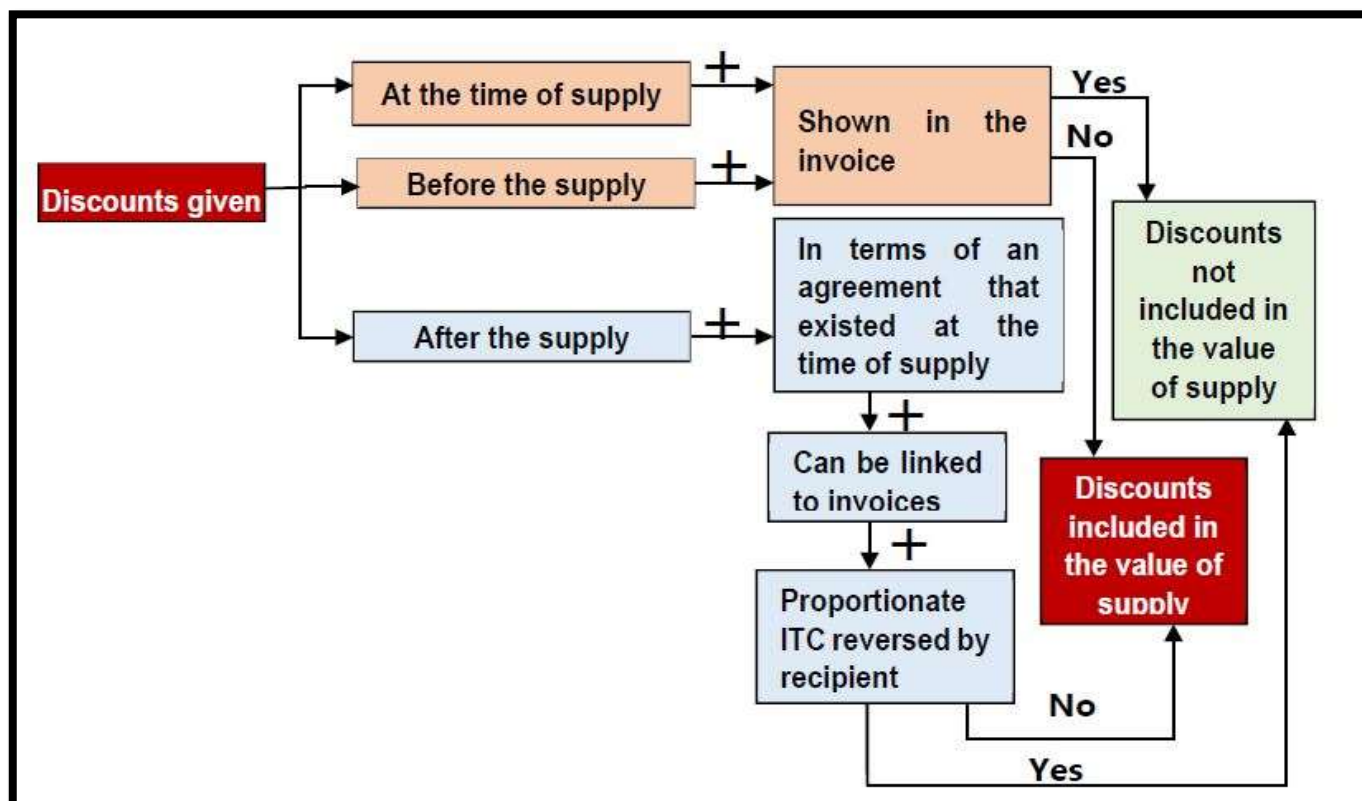 Discounts given
At the time of supply
+
Before the supply
+
After the supply
+
Shown in the
invoice
Yes
No
In terms of an
agreement that
existed at the
time of supply
+
Can be linked
to invoices
+
Proportionate
ITC reversed by
recipient
No
Yes
Discounts
not
included in
the value
of supply
Discounts
included in
the value of
supply